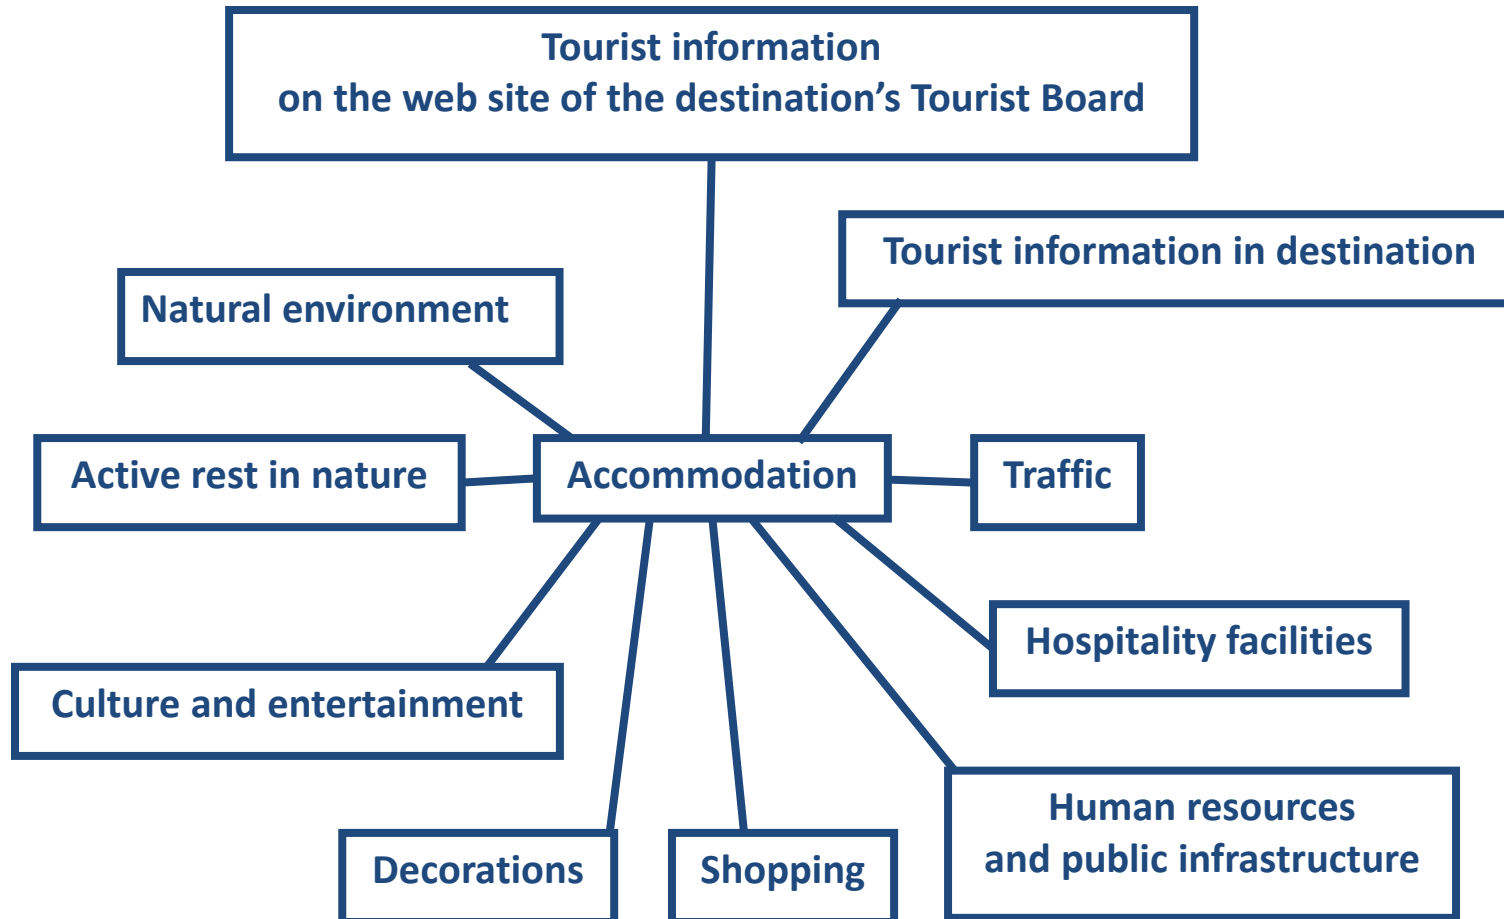 Tourist information
on the web site of the destination’s Tourist Board
Tourist information in destination
Natural environment
Active rest in nature
Accommodation
Traffic
Hospitality facilities
Culture and entertainment
Human resources
and public infrastructure
Decorations
Shopping